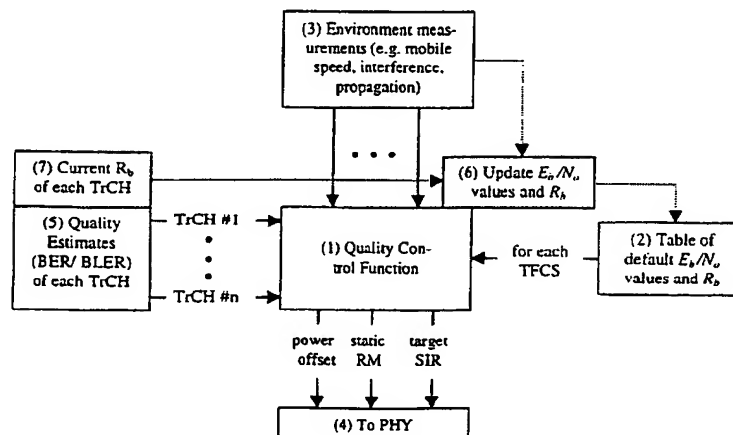 (3) Environment meas-
urements (e.g. mobile
speed, interference,
propagation)
(7) Current R_b
of each TrCH
(6) Update E_b/N_o
values and R_b
(5) Quality
Estimates
(BER/ BLER)
of each TrCH
TrCH #1
TrCH #n
(1) Quality Con-
trol Function
for each
TFCS
(2) Table of
default E_b/N_o
values and R_b
power
offset
static
RM
target
SIR
(4) To PHY